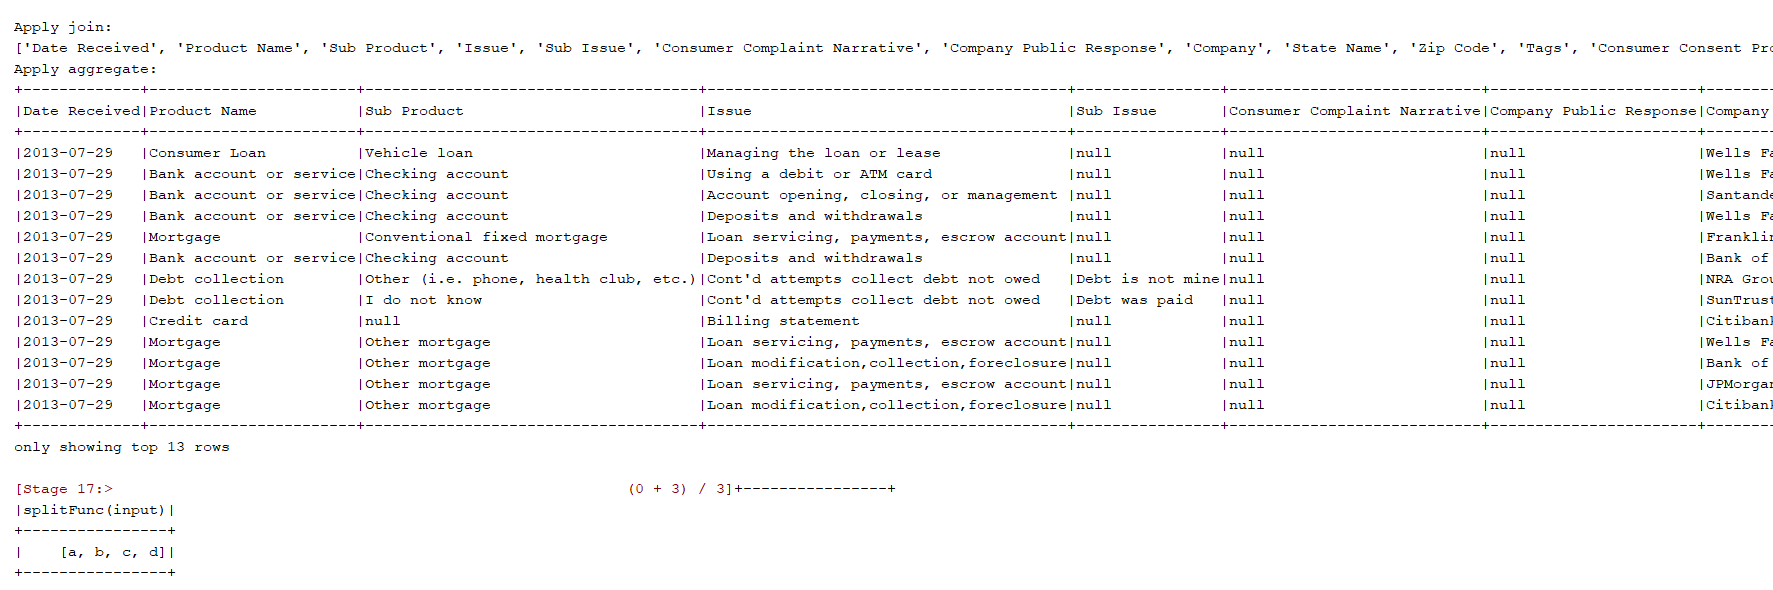 Apply join:
['Date Received', 'Product Name', 'Sub Product', 'Issue', 'Sub Issue', 'Consumer Complaint Narrative', 'Company Public Response', 'Company', 'State Name', 'Zip Code', 'Tags', 'Consumer Consent Pro
Apply aggregate:
+-------------+-----------------------+-------------------------------------+----------------------------------------+----------------+----------------------------+-----------------------+-------
|Date Received|Product Name           |Sub Product                          |Issue                                   |Sub Issue       |Consumer Complaint Narrative|Company Public Response|Company
+-------------+-----------------------+-------------------------------------+----------------------------------------+----------------+----------------------------+-----------------------+-------
|2013-07-29   |Consumer Loan          |Vehicle loan                         |Managing the loan or lease              |null            |null                        |null                   |Wells Fa
|2013-07-29   |Bank account or service|Checking account                     |Using a debit or ATM card               |null            |null                        |null                   |Wells Fa
|2013-07-29   |Bank account or service|Checking account                     |Account opening, closing, or management |null            |null                        |null                   |Santande
|2013-07-29   |Bank account or service|Checking account                     |Deposits and withdrawals                |null            |null                        |null                   |Wells Fa
|2013-07-29   |Mortgage               |Conventional fixed mortgage          |Loan servicing, payments, escrow account|null            |null                        |null                   |Franklin
|2013-07-29   |Bank account or service|Checking account                     |Deposits and withdrawals                |null            |null                        |null                   |Bank of
|2013-07-29   |Debt collection        |Other (i.e. phone, health club, etc.)|Cont'd attempts collect debt not owed   |Debt is not mine|null                        |null                   |NRA Grou
|2013-07-29   |Debt collection        |I do not know                        |Cont'd attempts collect debt not owed   |Debt was paid   |null                        |null                   |SunTrust
|2013-07-29   |Credit card            |null                                 |Billing statement                       |null            |null                        |null                   |Citibank
|2013-07-29   |Mortgage               |Other mortgage                       |Loan servicing, payments, escrow account|null            |null                        |null                   |Wells Fa
|2013-07-29   |Mortgage               |Other mortgage                       |Loan modification,collection,foreclosure|null            |null                        |null                   |Bank of
|2013-07-29   |Mortgage               |Other mortgage                       |Loan servicing, payments, escrow account|null            |null                        |null                   |JPMorgan
|2013-07-29   |Mortgage               |Other mortgage                       |Loan modification,collection,foreclosure|null            |null                        |null                   |Citibank
+-------------+-----------------------+-------------------------------------+----------------------------------------+----------------+----------------------------+-----------------------+-------
only showing top 13 rows
[Stage 17:>                                                         (0 + 3) / 3]+----------------+
|splitFunc(input)|
+----------------+
|    [a, b, c, d]|
+----------------+